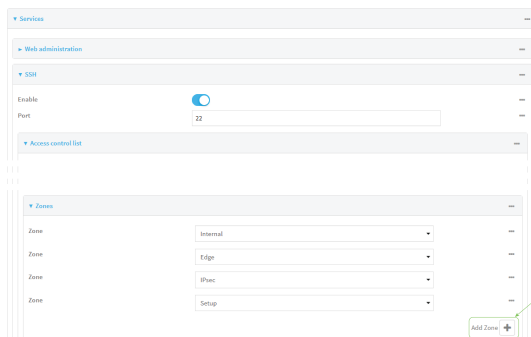 Services
Web administration
SSH
Enable
Port 22
Access control list
Zones
Zone Internal
Zone Edge
Zone IPsec
Zone Setup
Add Zone